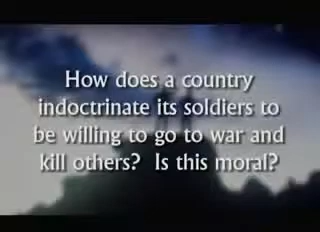 How does a country
indoctrinate its soldiers to
be willing to go to war and
kill others?  Is this moral?